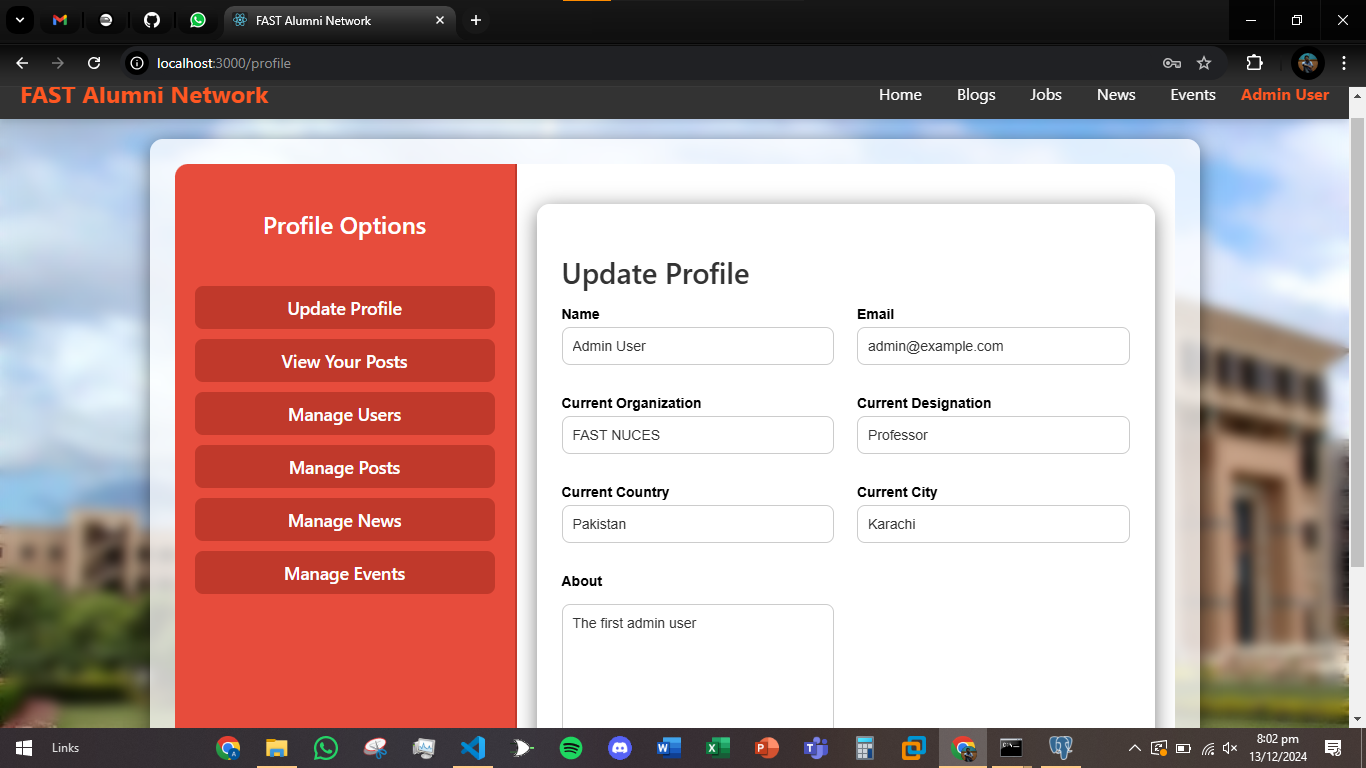 FAST Alumni Network
localhost:3000/profile
FAST Alumni Network
Home Blogs Jobs News Events Admin User
Profile Options
Update Profile
View Your Posts
Manage Users
Manage Posts
Manage News
Manage Events
Update Profile
Name Email
Admin User admin@example.com
Current Organization Current Designation
FAST NUCES Professor
Current Country Current City
Pakistan Karachi
About
The first admin user
Links
8:02 pm
13/12/2024